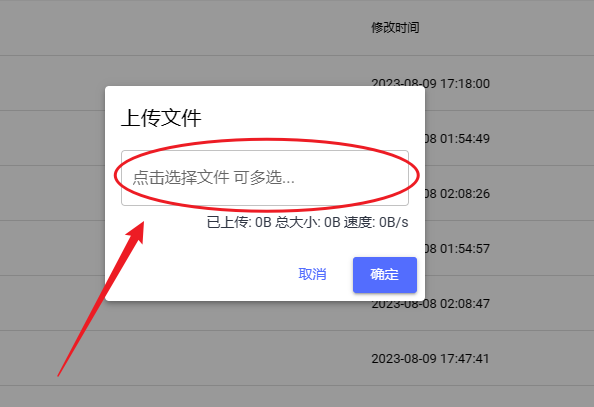 修改时间
2023-08-09 17:18:00
上传文件
08 01:54:49
点击选择文件 可多选...
08 02:08:26
已上传: 0B 总大小: 0B 速度: 0B/s
08 01:54:57
取消
确定
2023-08-08 02:08:47
2023-08-09 17:47:41